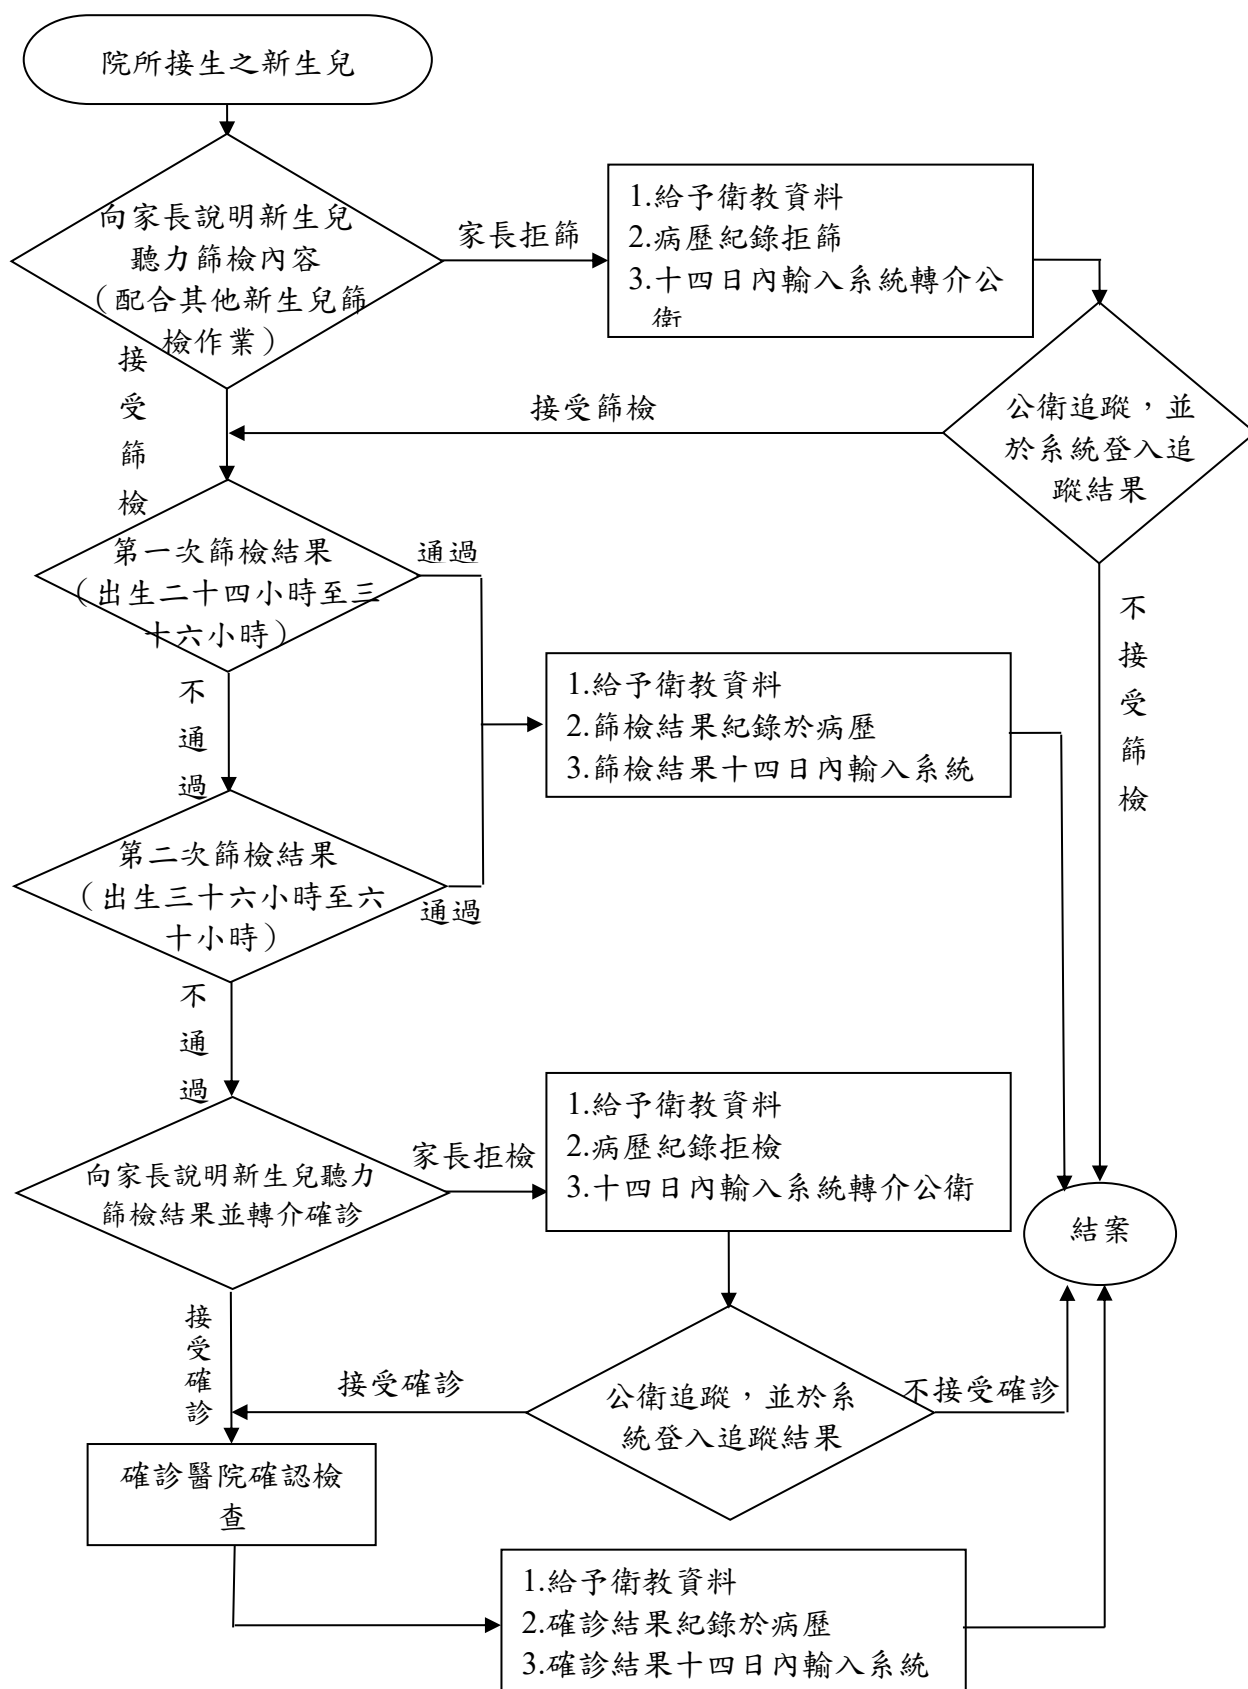 院所接生之新生兒
向家長說明新生兒
聽力篩檢內容
（配合其他新生兒篩
檢作業）
家長拒篩
1.給予衛教資料
2.病歷紀錄拒篩
3.十四日內輸入系統轉介公
衛
接受篩檢
接受篩檢
公衛追蹤，並
於系統登入追
蹤結果
第一次篩檢結果
（出生二十四小時至三
十六小時）
通過
不接受篩檢
不通過
1.給予衛教資料
2.篩檢結果紀錄於病歷
3.篩檢結果十四日內輸入系統
第二次篩檢結果
（出生三十六小時至六
十小時）
通過
不通過
向家長說明新生兒聽力
篩檢結果並轉介確診
家長拒檢
1.給予衛教資料
2.病歷紀錄拒檢
3.十四日內輸入系統轉介公衛
結案
接受確診
接受確診
公衛追蹤，並於系
統登入追蹤結果
不接受確診
確診醫院確認檢
查
1.給予衛教資料
2.確診結果紀錄於病歷
3.確診結果十四日內輸入系統